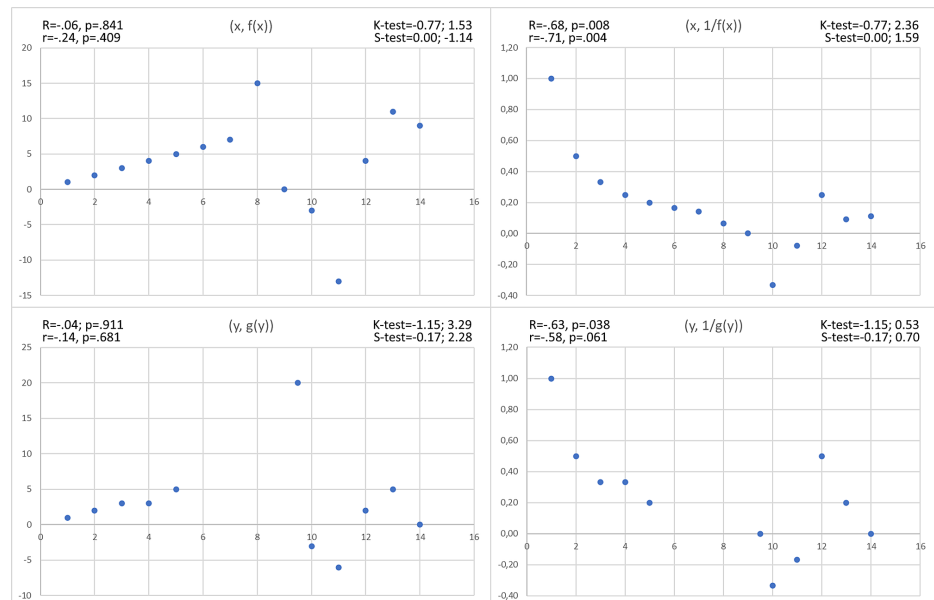 R=-.06, p=.841 (x, f(x)) K-test=-0.77; 1.53
r=-.24, p=.409 S-test=0.00; -1.14
20
15
10
5
0
0 2 4 6 8 10 12 14 16
-5
-10
-15
R=-.68, p=.008 (x, 1/f(x)) K-test=-0.77; 2.36
r=-.71, p=.004 S-test=0.00; 1.59
1,20
1,00
0,80
0,60
0,40
0,20
0,00
0 2 4 6 8 10 12 14 16
-0,20
-0,40
R=-.04; p=.911 (y, g(y)) K-test=-1.15; 3.29
r=-.14, p=.681 S-test=-0.17; 2.28
25
20
15
10
5
0
0 2 4 6 8 10 12 14 16
-5
-10
R=-.63, p=.038 (y, 1/g(y)) K-test=-1.15; 0.53
r=-.58, p=.061 S-test=-0.17; 0.70
1,20
1,00
0,80
0,60
0,40
0,20
0,00
0 2 4 6 8 10 12 14 16
-0,20
-0,40